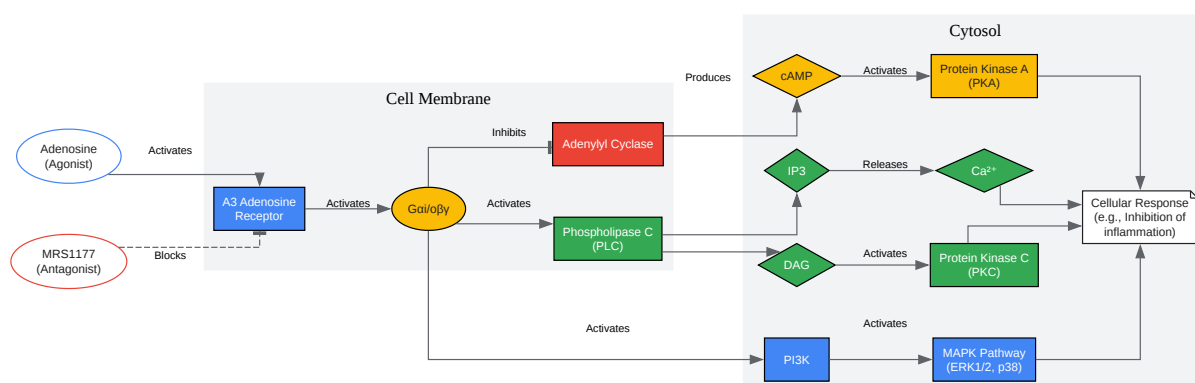 Cytosol
Produces
cAMP
Activates
Protein Kinase A
(PKA)
Cell Membrane
Adenosine
(Agonist)
Activates
Inhibits
Adenylyl Cyclase
IP3
Releases
Ca²⁺
A3 Adenosine
Receptor
Activates
Gαi/oβγ
Activates
Phospholipase C
(PLC)
Cellular Response
(e.g., Inhibition of
inflammation)
MRS1177
(Antagonist)
Blocks
DAG
Activates
Protein Kinase C
(PKC)
Activates
Activates
PI3K
MAPK Pathway
(ERK1/2, p38)